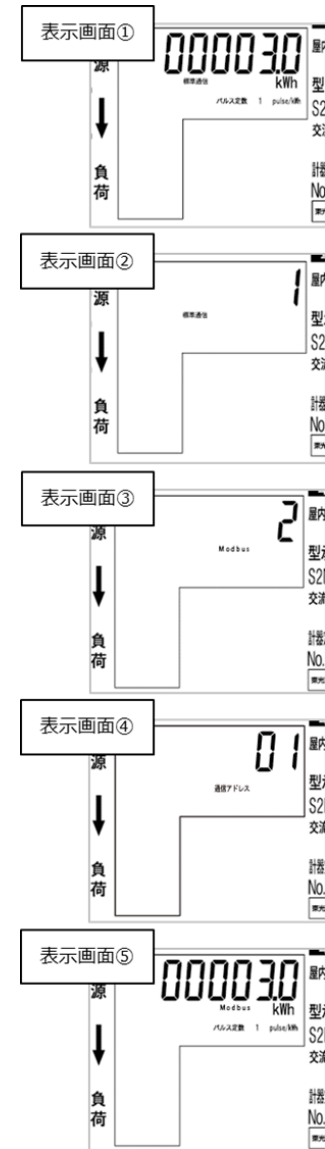 表示画面①
000030
kWh
標準通信
パルス定数 1 pulse/kWh
源
負
荷
屋内
型
S2
交流
計器
No
表示画面②
1
標準通信
源
負
荷
屋内
型
S2
交流
計器
No
表示画面③
2
Modbus
源
負
荷
屋内
型
S2
交流
計器
No.
表示画面④
01
通信アドレス
源
負
荷
屋内
型
S2
交流
計器
No.
表示画面⑤
000030
Modbus kWh
パルス定数 1 pulse/kWh
源
負
荷
屋内
型
S2
交流
計器
No.